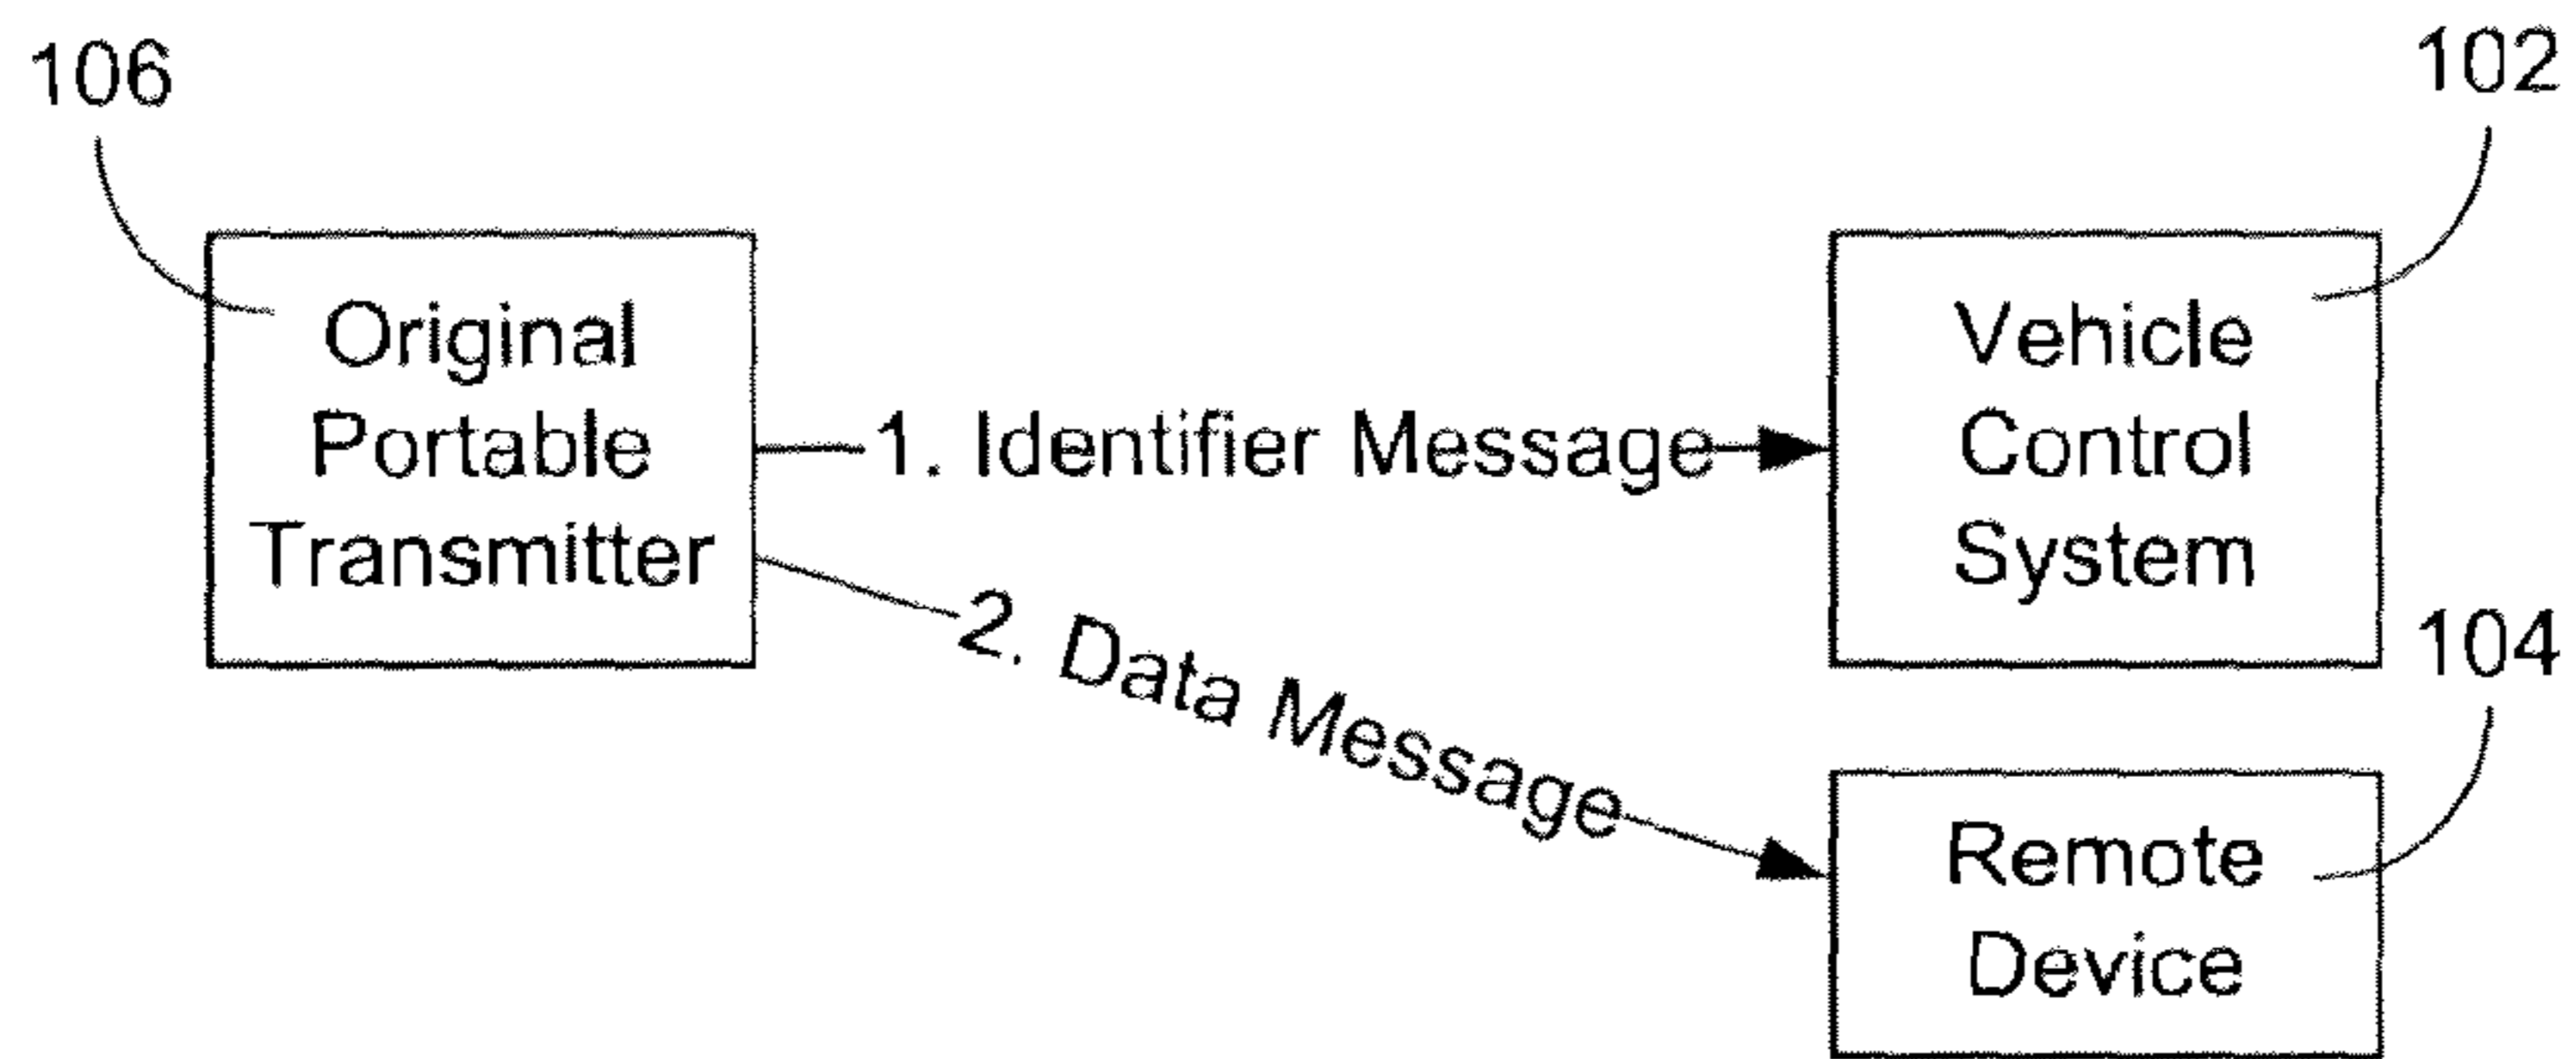 106
102
Original
Portable
Transmitter
1. Identifier Message
Vehicle
Control
System
2. Data Message
104
Remote
Device